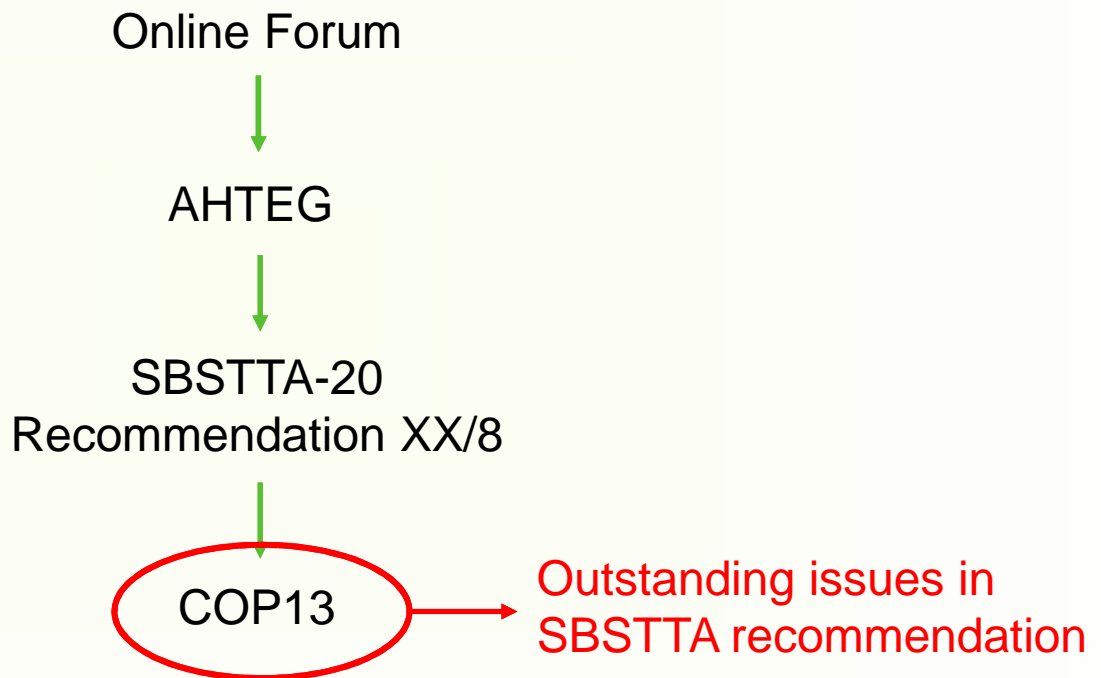 Online Forum
AHTEG
SBSTTA-20
Recommendation XX/8
COP13
Outstanding issues in
SBSTTA recommendation